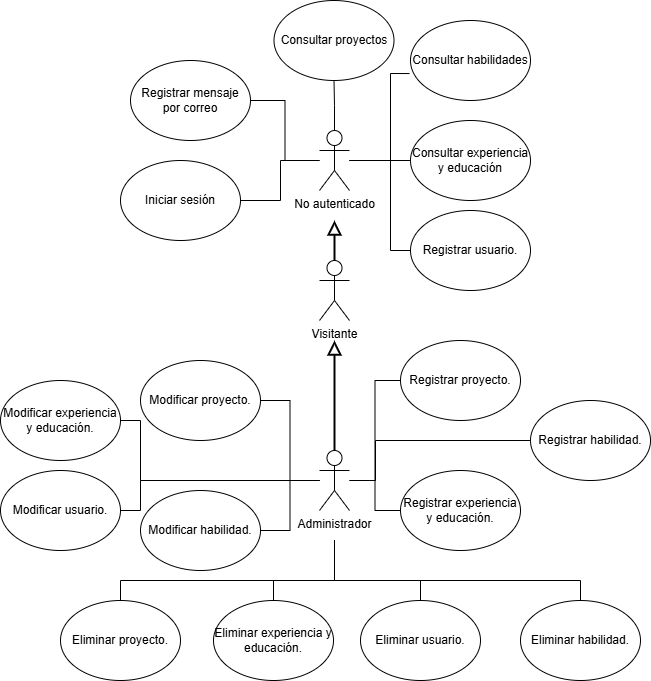 Consultar proyectos
Consultar habilidades
Registrar mensaje
por correo
Consultar experiencia
y educación
Iniciar sesión
No autenticado
Registrar usuario.
Visitante
Registrar proyecto.
Modificar proyecto.
Modificar experiencia
y educación.
Registrar habilidad.
Modificar usuario.
Modificar habilidad.
Administrador
Registrar experiencia
y educación.
Eliminar proyecto.
Eliminar experiencia y
educación.
Eliminar usuario.
Eliminar habilidad.